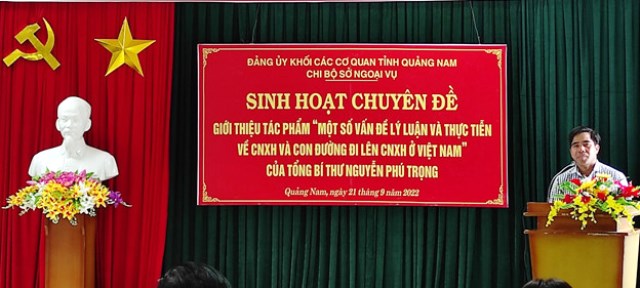 ĐẢNG ỦY KHỐI CÁC CƠ QUAN TỈNH QUẢNG NAM
CHI BỘ SỞ NGOẠI VỤ
SINH HOẠT CHUYÊN ĐỀ
GIỚI THIỆU TÁC PHẨM "MỘT SỐ VẤN ĐỀ LÝ LUẬN VÀ THỰC TIỄN
VỀ CNXH VÀ CON ĐƯỜNG ĐI LÊN CNXH Ở VIỆT NAM"
CỦA TỔNG BÍ THƯ NGUYỄN PHÚ TRỌNG
Quảng Nam, ngày 21 tháng 9 năm 2022